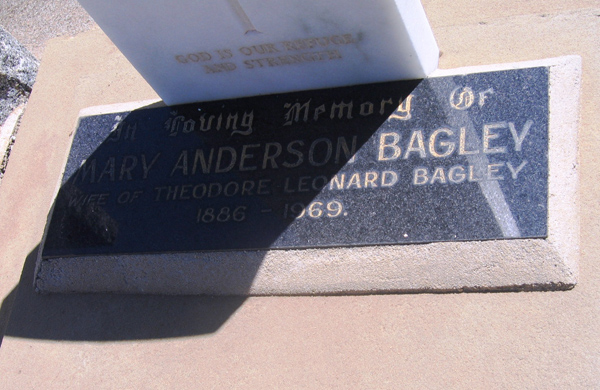 GOD IS OUR REFUGE
AND STRENGTH
In Loving Memory Of
MARY ANDERSON BAGLEY
WIFE OF THEODORE LEONARD BAGLEY
1886 - 1969.